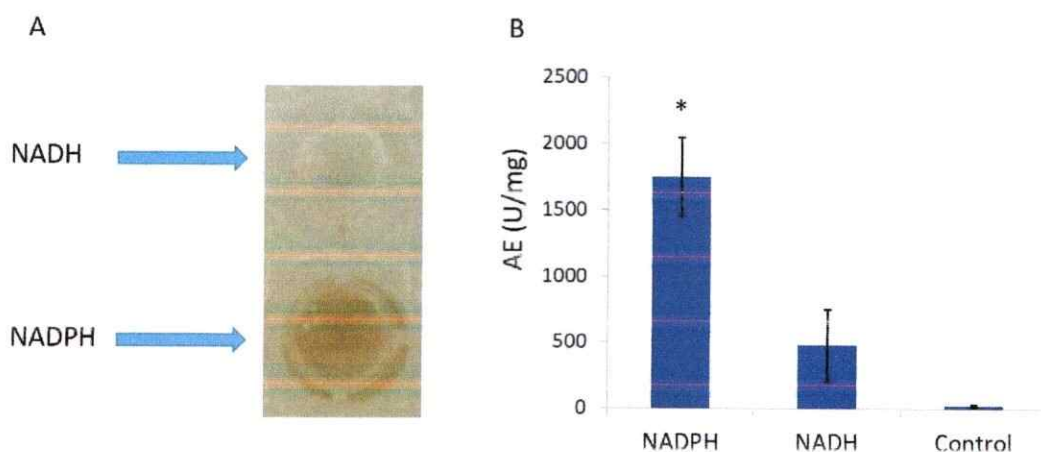 A
NADH
NADPH
B
2500
2000
1500
1000
500
0
AE (U/mg)
*
NADPH
NADH
Control